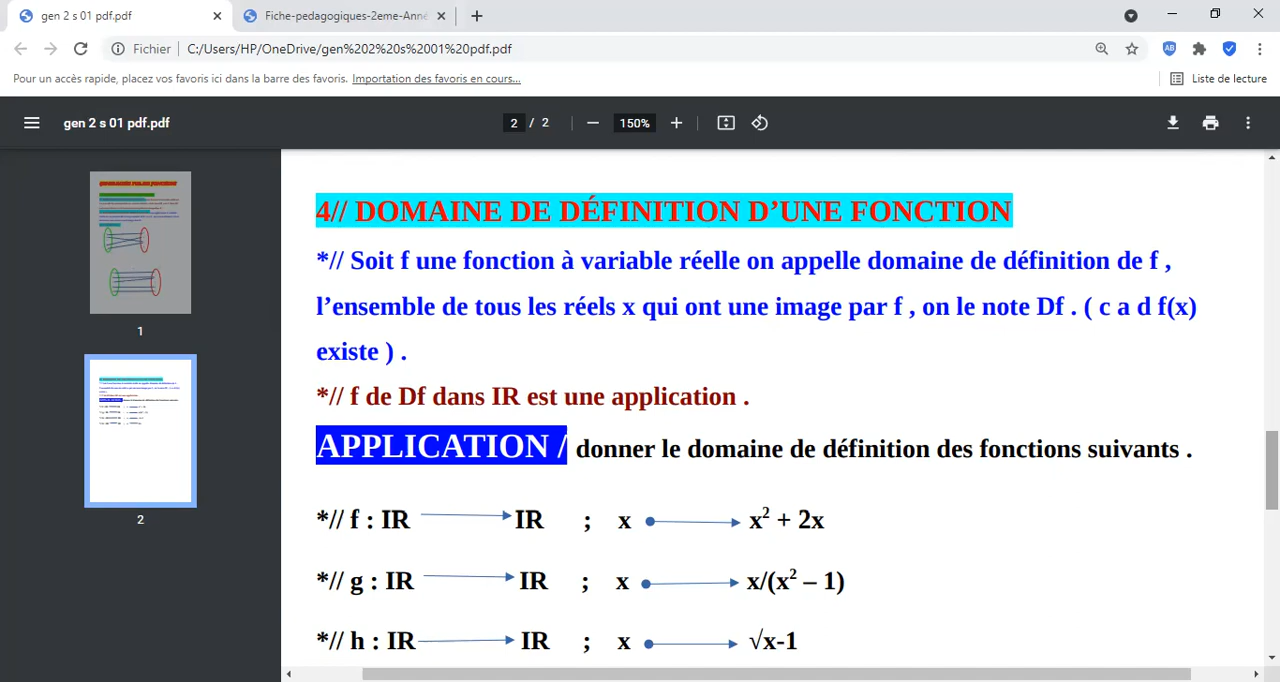 gen 2 s 01 pdf.pdf
Fiche-pedagogiques-2eme-Anné
Fichier
C:/Users/HP/OneDrive/gen%202%20s%2001%20pdf.pdf
Pour un accès rapide, placez vos favoris ici dans la barre des favoris. Importation des favoris en cours...
Liste de lecture
gen 2 s 01 pdf.pdf
2 / 2
150%
1
2
4// DOMAINE DE DÉFINITION D’UNE FONCTION
*// Soit f une fonction à variable réelle on appelle domaine de définition de f ,
l’ensemble de tous les réels x qui ont une image par f , on le note Df . ( c a d f(x)
existe ) .
*// f de Df dans IR est une application .
APPLICATION / donner le domaine de définition des fonctions suivants .
*// f : IR IR ; x x² + 2x
*// g : IR IR ; x x/(x² – 1)
*// h : IR IR ; x √x-1